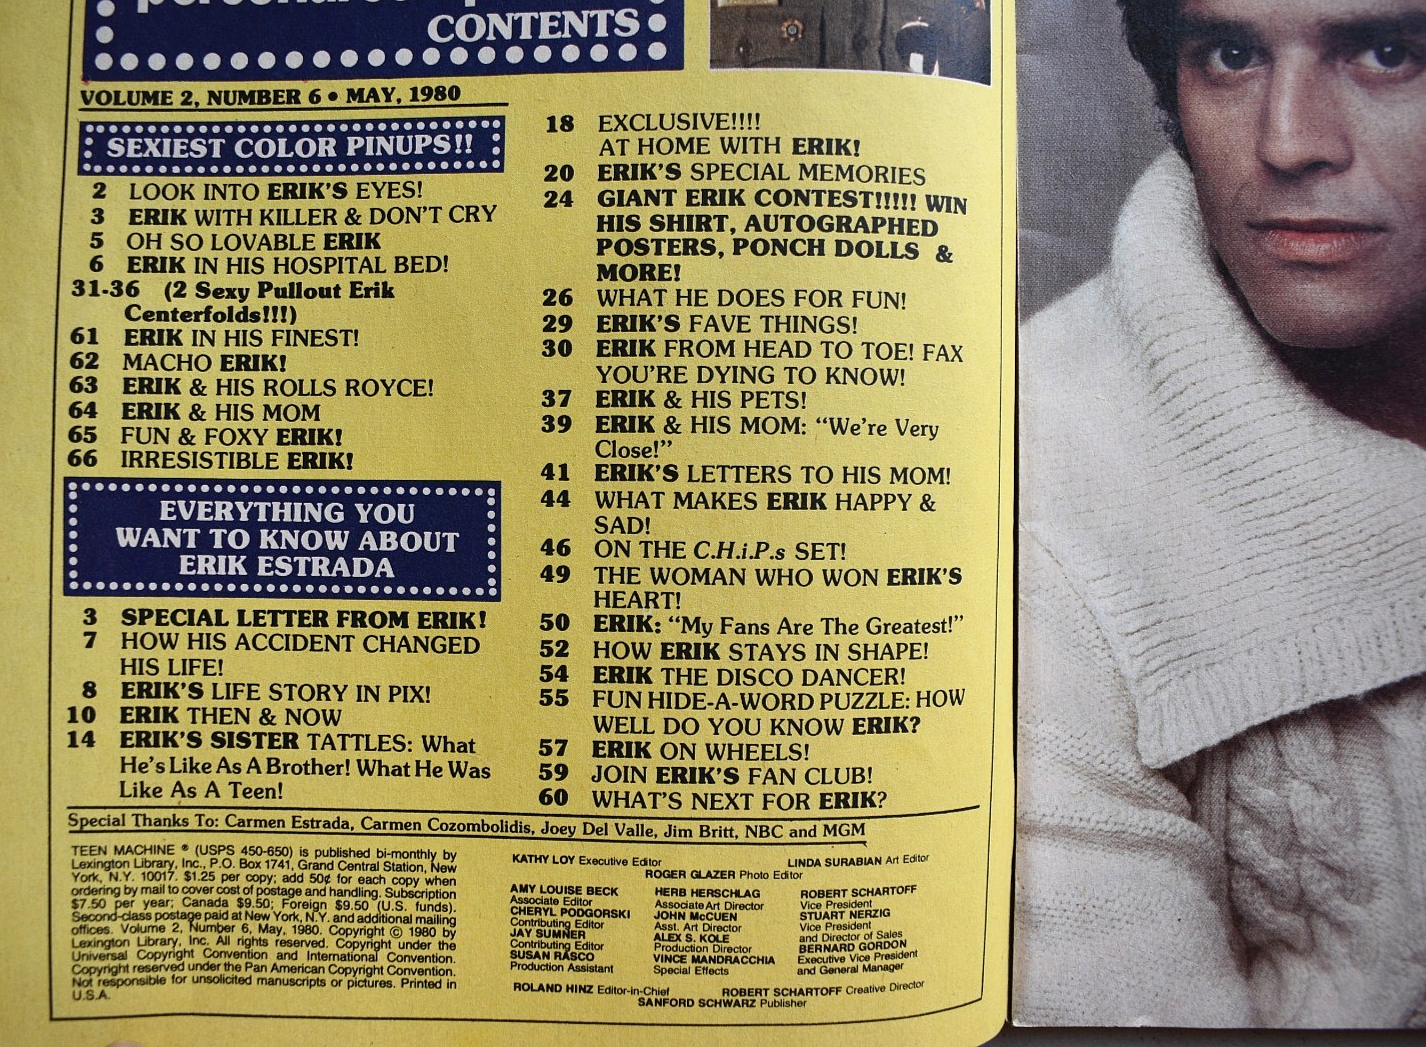 CONTENTS
VOLUME 2, NUMBER 6 • MAY, 1980
SEXIEST COLOR PINUPS!!
2 LOOK INTO ERIK'S EYES!
3 ERIK WITH KILLER & DON'T CRY
5 OH SO LOVABLE ERIK
6 ERIK IN HIS HOSPITAL BED!
31-36 (2 Sexy Pullout Erik
Centerfolds!!!)
61 ERIK IN HIS FINEST!
62 MACHO ERIK!
63 ERIK & HIS ROLLS ROYCE!
64 ERIK & HIS MOM
65 FUN & FOXY ERIK!
66 IRRESISTIBLE ERIK!
EVERYTHING YOU
WANT TO KNOW ABOUT
ERIK ESTRADA
3 SPECIAL LETTER FROM ERIK!
7 HOW HIS ACCIDENT CHANGED
HIS LIFE!
8 ERIK'S LIFE STORY IN PIX!
10 ERIK THEN & NOW
14 ERIK'S SISTER TATTLES: What
He's Like As A Brother! What He Was
Like As A Teen!
18 EXCLUSIVE!!!!
AT HOME WITH ERIK!
20 ERIK'S SPECIAL MEMORIES
24 GIANT ERIK CONTEST!!!!! WIN
HIS SHIRT, AUTOGRAPHED
POSTERS, PONCH DOLLS &
MORE!
26 WHAT HE DOES FOR FUN!
29 ERIK'S FAVE THINGS!
30 ERIK FROM HEAD TO TOE! FAX
YOU'RE DYING TO KNOW!
37 ERIK & HIS PETS!
39 ERIK & HIS MOM: "We're Very
Close!"
41 ERIK'S LETTERS TO HIS MOM!
44 WHAT MAKES ERIK HAPPY &
SAD!
46 ON THE C.H.i.P.s SET!
49 THE WOMAN WHO WON ERIK'S
HEART!
50 ERIK: "My Fans Are The Greatest!"
52 HOW ERIK STAYS IN SHAPE!
54 ERIK THE DISCO DANCER!
55 FUN HIDE-A-WORD PUZZLE: HOW
WELL DO YOU KNOW ERIK?
57 ERIK ON WHEELS!
59 JOIN ERIK'S FAN CLUB!
60 WHAT'S NEXT FOR ERIK?
Special Thanks To: Carmen Estrada, Carmen Cozombolidis, Joey Del Valle, Jim Britt, NBC and MGM
TEEN MACHINE ® (USPS 450-650) is published bi-monthly by
Lexington Library, Inc., P.O. Box 1741, Grand Central Station, New
York, N.Y. 10017. $1.25 per copy; add 50¢ for each copy when
ordering by mail to cover cost of postage and handling. Subscription
$7.50 per year; Canada $9.50; Foreign $9.50 (U.S. funds).
Second-class postage paid at New York, N.Y. and additional mailing
offices. Volume 2, Number 6, May, 1980. Copyright © 1980 by
Lexington Library, Inc. All rights reserved. Copyright under the
Universal Copyright Convention and International Convention.
Copyright reserved under the Pan American Copyright Convention.
Not responsible for unsolicited manuscripts or pictures. Printed in
U.S.A.
KATHY LOY Executive Editor
LINDA SURABIAN Art Editor
ROGER GLAZER Photo Editor
AMY LOUISE BECK
Associate Editor
CHERYL PODGORSKI
Contributing Editor
JAY SUMNER
Contributing Editor
SUSAN RASCO
Production Assistant
HERB HERSCHLAG
Associate Art Director
JOHN McCUEN
Asst. Art Director
ALEX S. KOLE
Production Director
VINCE MANDRACCHIA
Special Effects
ROBERT SCHARTOFF
Vice President
STUART NERZIG
Vice President
and Director of Sales
BERNARD GORDON
Executive Vice President
and General Manager
ROLAND HINZ Editor-in-Chief
ROBERT SCHARTOFF Creative Director
SANFORD SCHWARZ Publisher